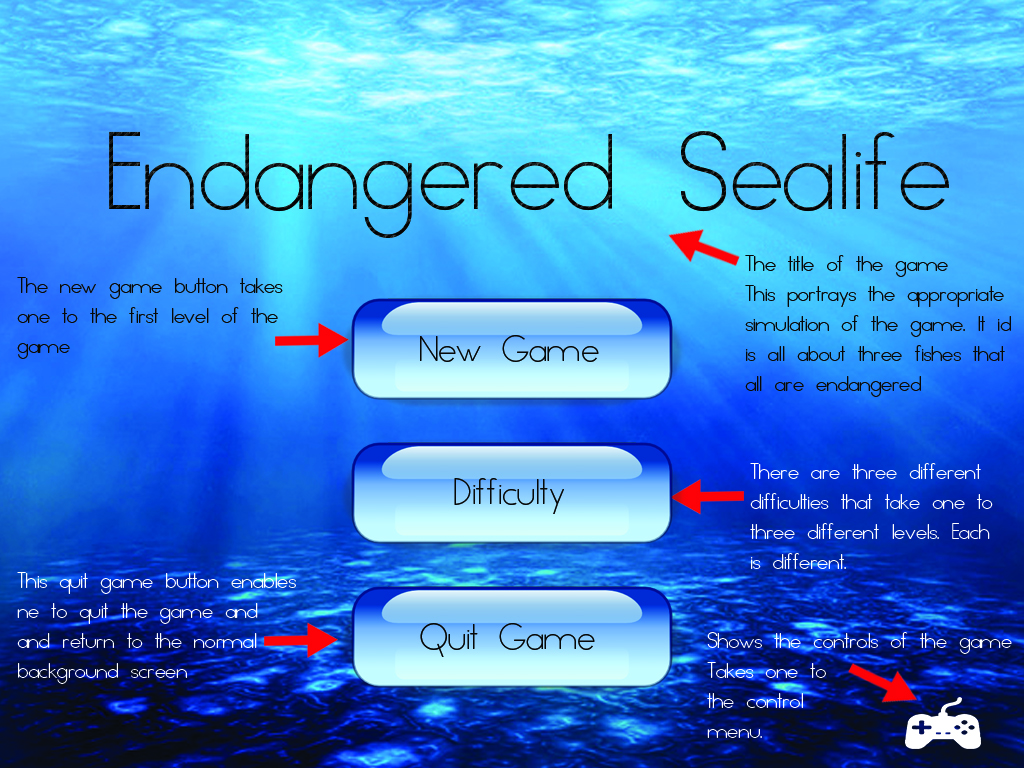 Endangered Sealife
The new game button takes
one to the first level of the
game
The title of the game
This portrays the appropriate
simulation of the game. It id
is all about three fishes that
all are endangered
New Game
Difficulty
There are three different
difficulties that take one to
three different levels. Each
is different.
This quit game button enables
ne to quit the game and
and return to the normal
background screen
Quit Game
Shows the controls of the game
Takes one to
the control
menu.